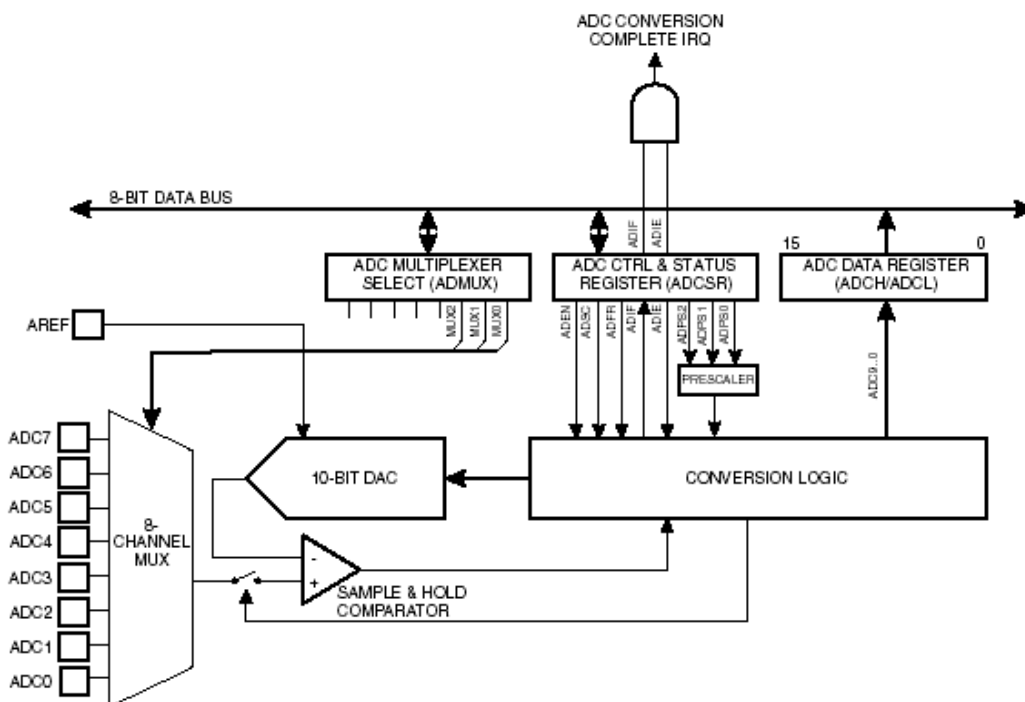 ADC CONVERSION
COMPLETE IRQ
8-BIT DATA BUS
ADIF
ADIE
15
0
ADC MULTIPLEXER
SELECT (ADMUX)
ADC CTRL & STATUS
REGISTER (ADCSR)
ADC DATA REGISTER
(ADCH/ADCL)
MUX2
MUX1
MUX0
ADEN
ADSC
ADFR
ADIF
ADIE
ADPS2
ADPS1
ADPS0
AREF
PRESCALER
ADC9..0
ADC7
ADC6
ADC5
ADC4
ADC3
ADC2
ADC1
ADC0
8-
CHANNEL
MUX
10-BIT DAC
CONVERSION LOGIC
-
+
SAMPLE & HOLD
COMPARATOR